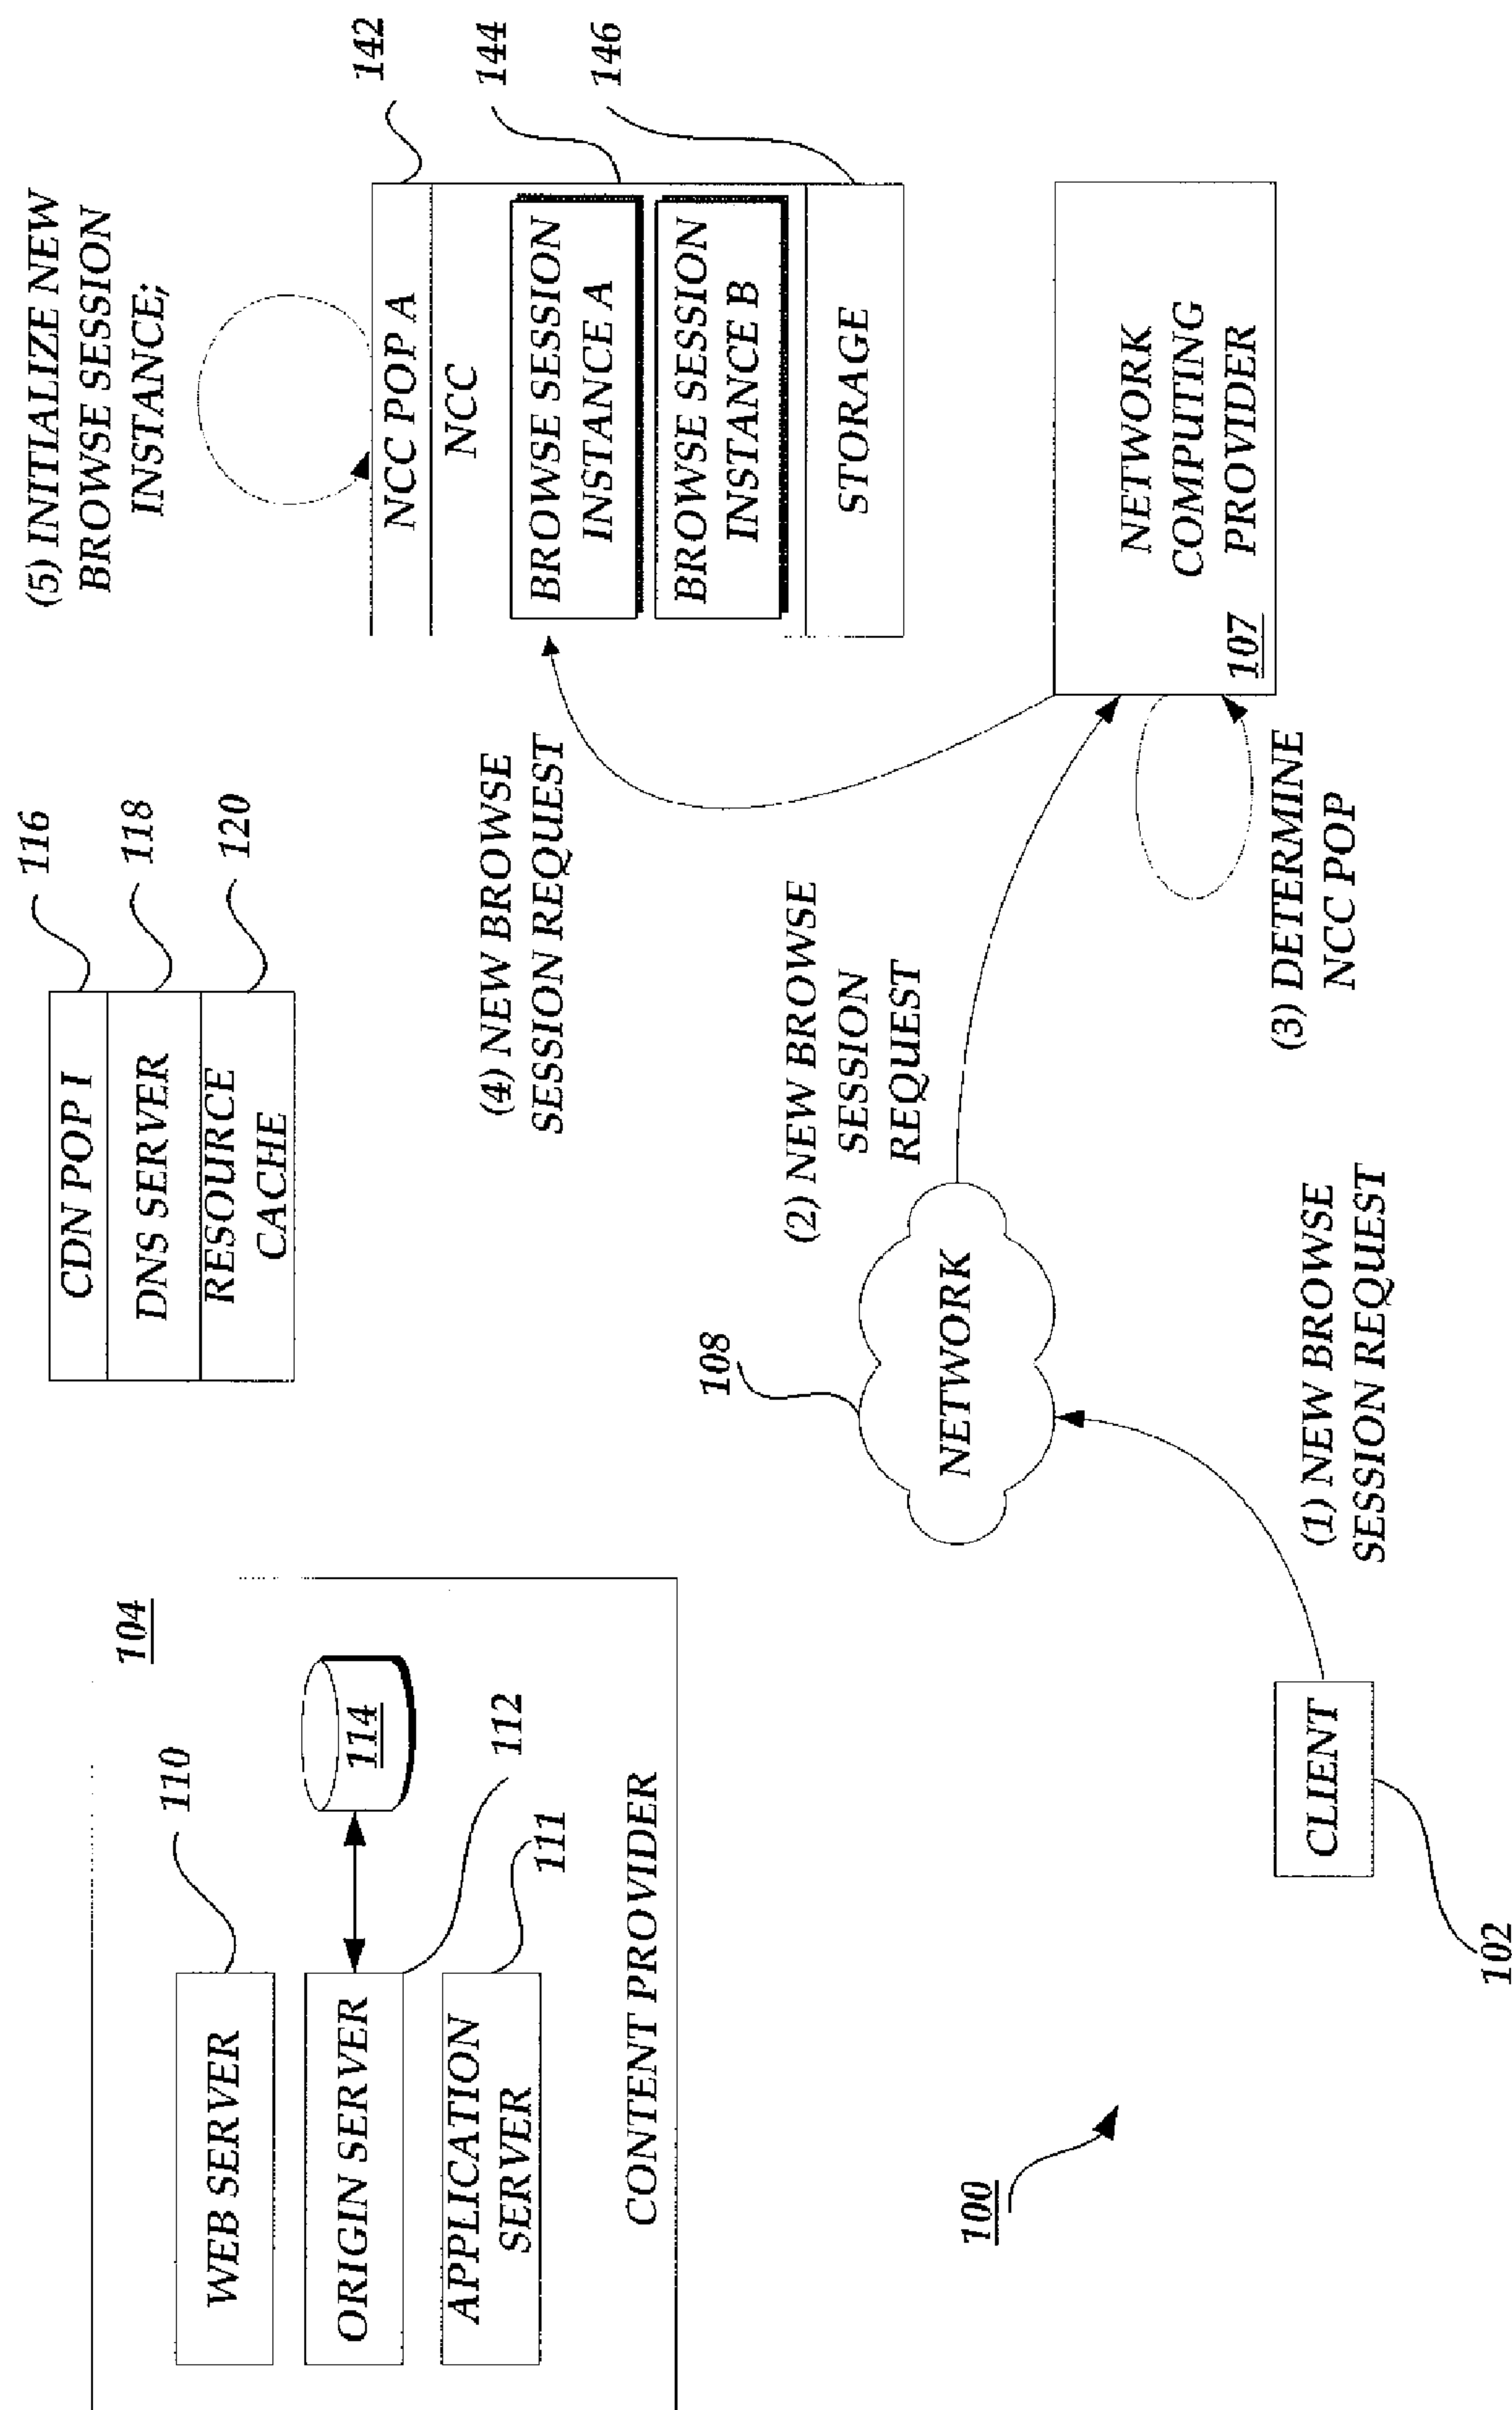 104
110
WEB SERVER
114
ORIGIN SERVER
112
APPLICATION
SERVER
111
CONTENT PROVIDER
CDN POP I
116
DNS SERVER
118
RESOURCE
CACHE
120
(5) INITIALIZE NEW
BROWSE SESSION
INSTANCE;
NCC POP A
142
NCC
BROWSE SESSION
INSTANCE A
144
BROWSE SESSION
INSTANCE B
STORAGE
146
(4) NEW BROWSE
SESSION REQUEST
108
NETWORK
(2) NEW BROWSE
SESSION
REQUEST
NETWORK
COMPUTING
PROVIDER
107
(3) DETERMINE
NCC POP
(1) NEW BROWSE
SESSION REQUEST
CLIENT
102
100